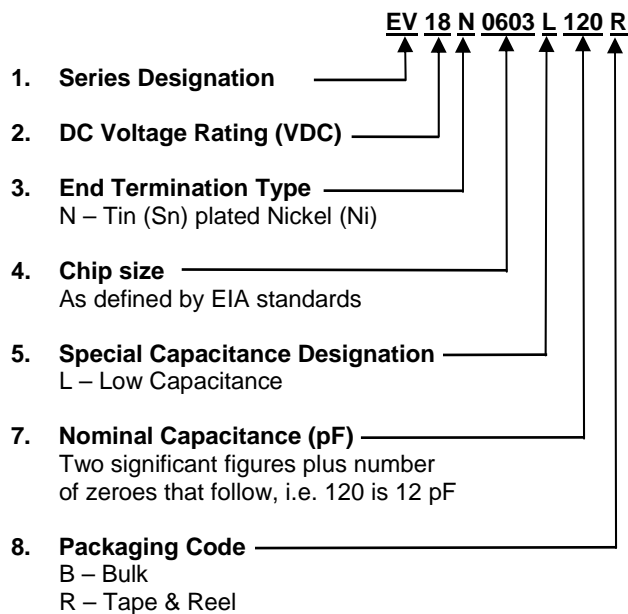 EV 18 N 0603 L 120 R
1. Series Designation
2. DC Voltage Rating (VDC)
3. End Termination Type
N – Tin (Sn) plated Nickel (Ni)
4. Chip size
As defined by EIA standards
5. Special Capacitance Designation
L – Low Capacitance
7. Nominal Capacitance (pF)
Two significant figures plus number
of zeroes that follow, i.e. 120 is 12 pF
8. Packaging Code
B – Bulk
R – Tape & Reel